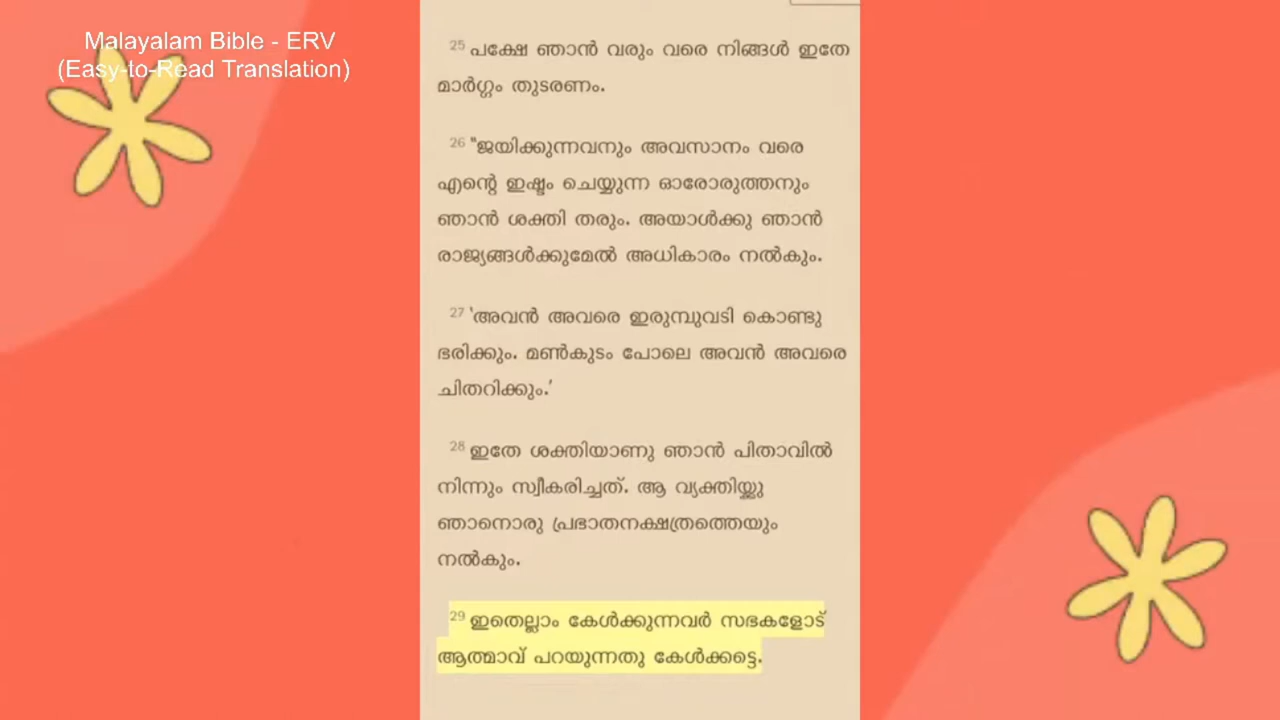 Malayalam Bible - ERV
(Easy-to-Read Translation)
25 പക്ഷേ ഞാൻ വരും വരെ നിങ്ങൾ ഇതേ
മാർഗ്ഗം തുടരണം.
26 “ജയിക്കുന്നവനും അവസാനം വരെ
എന്റെ ഇഷ്ടം ചെയ്യുന്ന ഓരോരുത്തനും
ഞാൻ ശക്തി തരും. അയാൾക്കു ഞാൻ
രാജ്യങ്ങൾക്കുമേൽ അധികാരം നൽകും.
27 ‘അവൻ അവരെ ഇരുമ്പുവടി കൊണ്ടു
ഭരിക്കും. മൺകുടം പോലെ അവൻ അവരെ
ചിതറിക്കും.’
28 ഇതേ ശക്തിയാണു ഞാൻ പിതാവിൽ
നിന്നും സ്വീകരിച്ചത്. ആ വ്യക്തിയ്ക്കു
ഞാനൊരു പ്രഭാതനക്ഷത്രത്തെയും
നൽകും.
29 ഇതെല്ലാം കേൾക്കുന്നവർ സഭകളോട്
ആത്മാവ് പറയുന്നതു കേൾക്കട്ടെ.